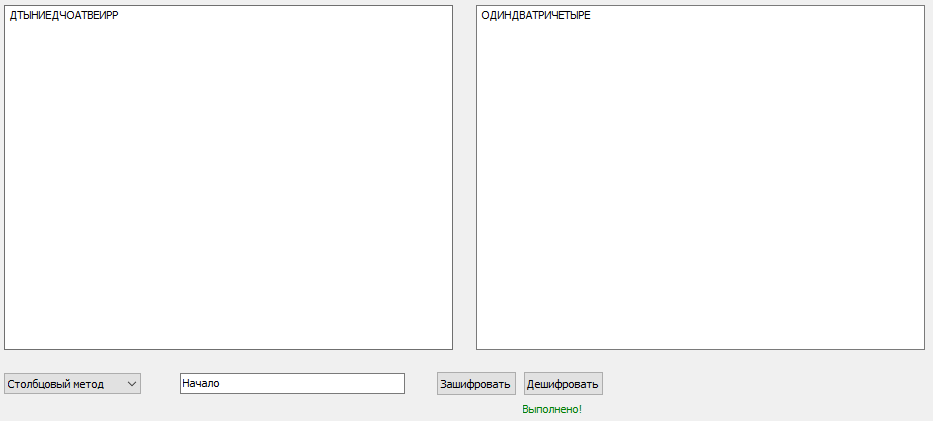 ДТЫНИЕДЧОАТВЕИРР
ОДИНДВАТРИЧЕТЫРЕ
Столбцовый метод
Начало
Зашифровать
Дешифровать
Выполнено!